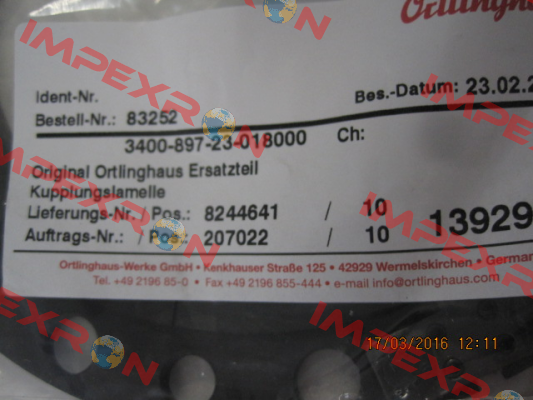 Ortlingha
Ident-Nr.
Bes.-Datum: 23.02.2
Bestell-Nr.: 83252
3400-897-23-018000 Ch:
Original Ortlinghaus Ersatzteil
Kupplungslamelle
Lieferungs-Nr. / Pos.: 8244641 / 10
13929
Auftrags-Nr.: / Pos.: 207022 / 10
Ortlinghaus-Werke GmbH • Kenkhauser Straße 125 • 42929 Wermelskirchen • German
Tel. +49 2196 85-0 • Fax +49 2196 855-444 • e-mail info@ortlinghaus.com
17/03/2016 12:11
IMPEXRON
IMPEXRON
IMPEXRON
IMPEXRON
IMPEXRON